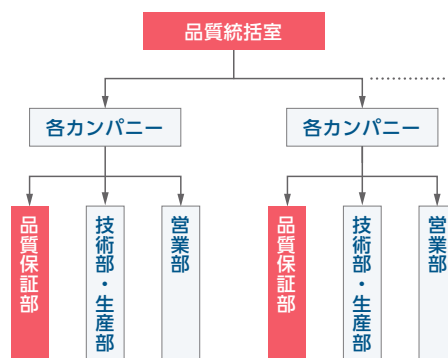 品質統括室
各カンパニー
各カンパニー
品質保証部
技術部・生産部
営業部
品質保証部
技術部・生産部
営業部